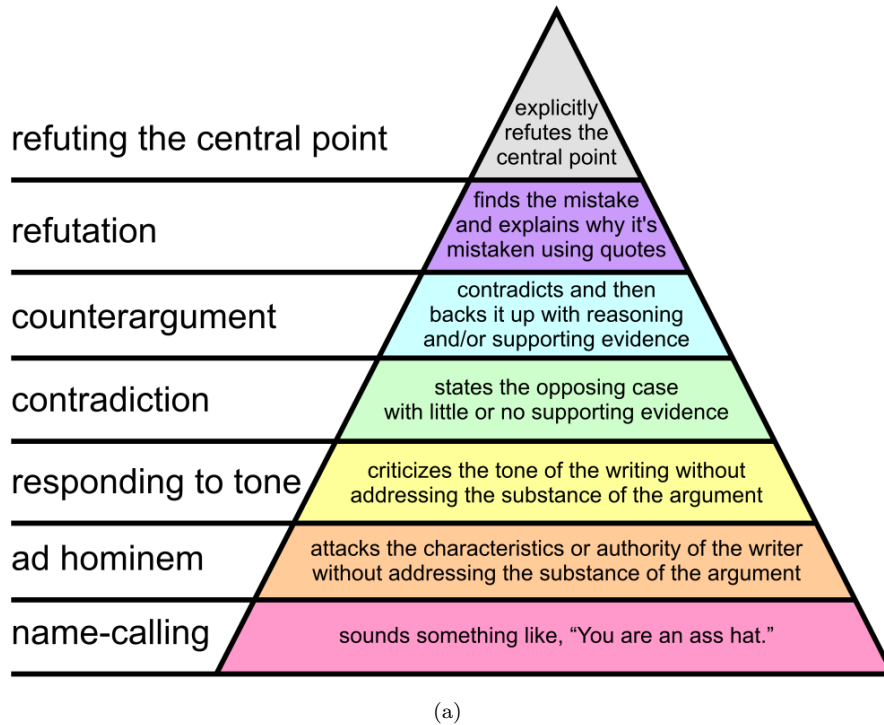 explicitly
refutes the
central point
refuting the central point
finds the mistake
and explains why it's
mistaken using quotes
refutation
contradicts and then
backs it up with reasoning
and/or supporting evidence
counterargument
states the opposing case
with little or no supporting evidence
contradiction
criticizes the tone of the writing without
addressing the substance of the argument
responding to tone
attacks the characteristics or authority of the writer
without addressing the substance of the argument
ad hominem
sounds something like, “You are an ass hat.”
name-calling
(a)